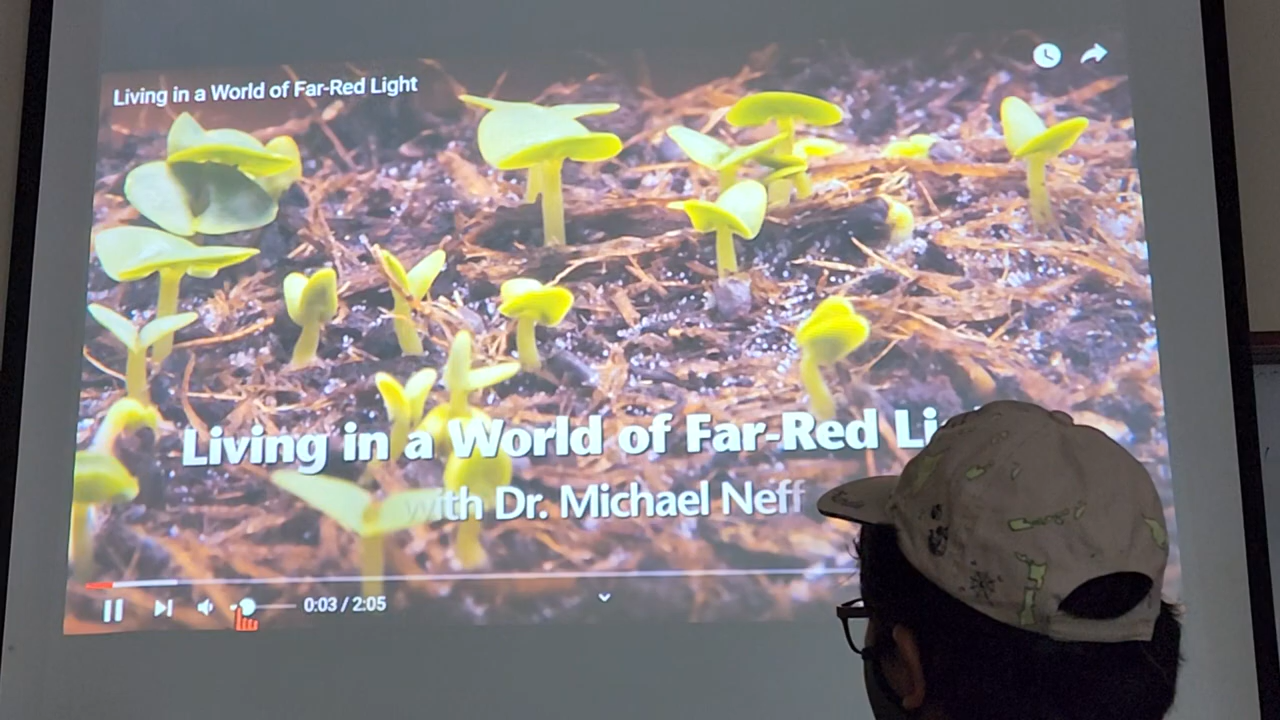 Living in a World of Far-Red Light
Living in a World of Far-Red Li
with Dr. Michael Neff
0:03 / 2:05